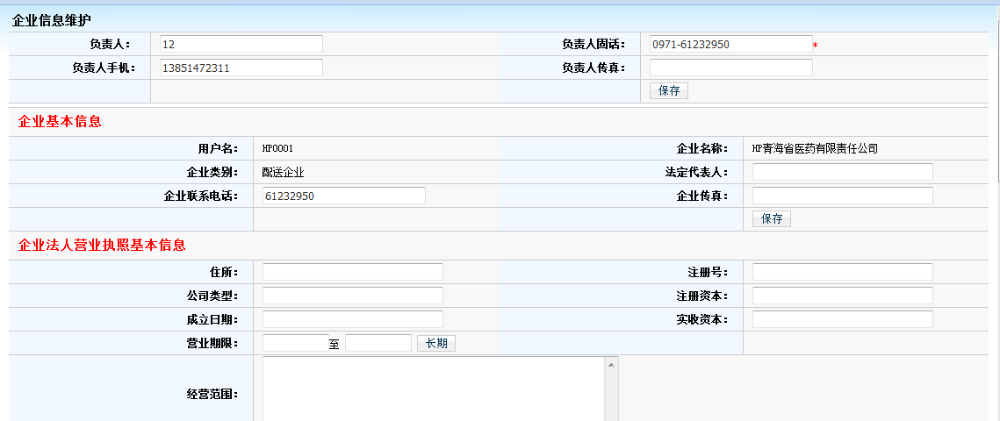 企业信息维护
负责人： 12 负责人固话： 0971-61232950 *
负责人手机： 13851472311 负责人传真：
保存
企业基本信息
用户名： HP0001 企业名称： HP青海省医药有限责任公司
企业类别： 配送企业 法定代表人：
企业联系电话： 61232950 企业传真：
保存
企业法人营业执照基本信息
住所： 注册号：
公司类型： 注册资本：
成立日期： 实收资本：
营业期限： 至 长期
经营范围：